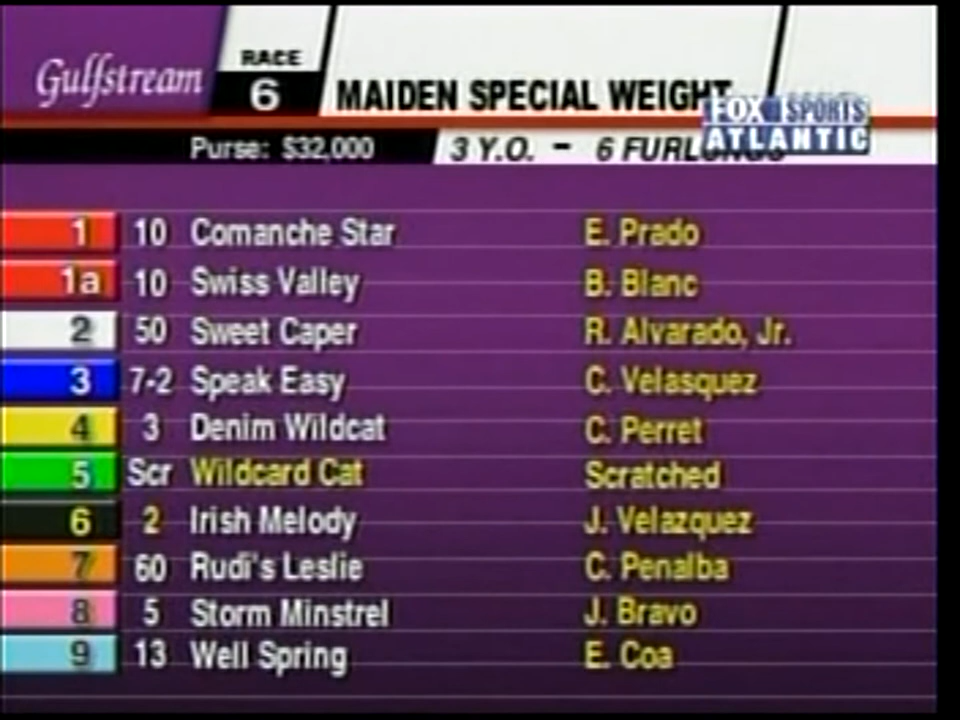 Gulfstream
RACE
6
MAIDEN SPECIAL WEIGHT
FOX SPORTS
ATLANTIC
Purse: $32,000
3 Y.O. - 6 FURLONGS
1 10 Comanche Star E. Prado
1a 10 Swiss Valley B. Blanc
2 50 Sweet Caper R. Alvarado, Jr.
3 7-2 Speak Easy C. Velasquez
4 3 Denim Wildcat C. Perret
5 Scr Wildcard Cat Scratched
6 2 Irish Melody J. Velazquez
7 60 Rudi's Leslie C. Penalba
8 5 Storm Minstrel J. Bravo
9 13 Well Spring E. Coa